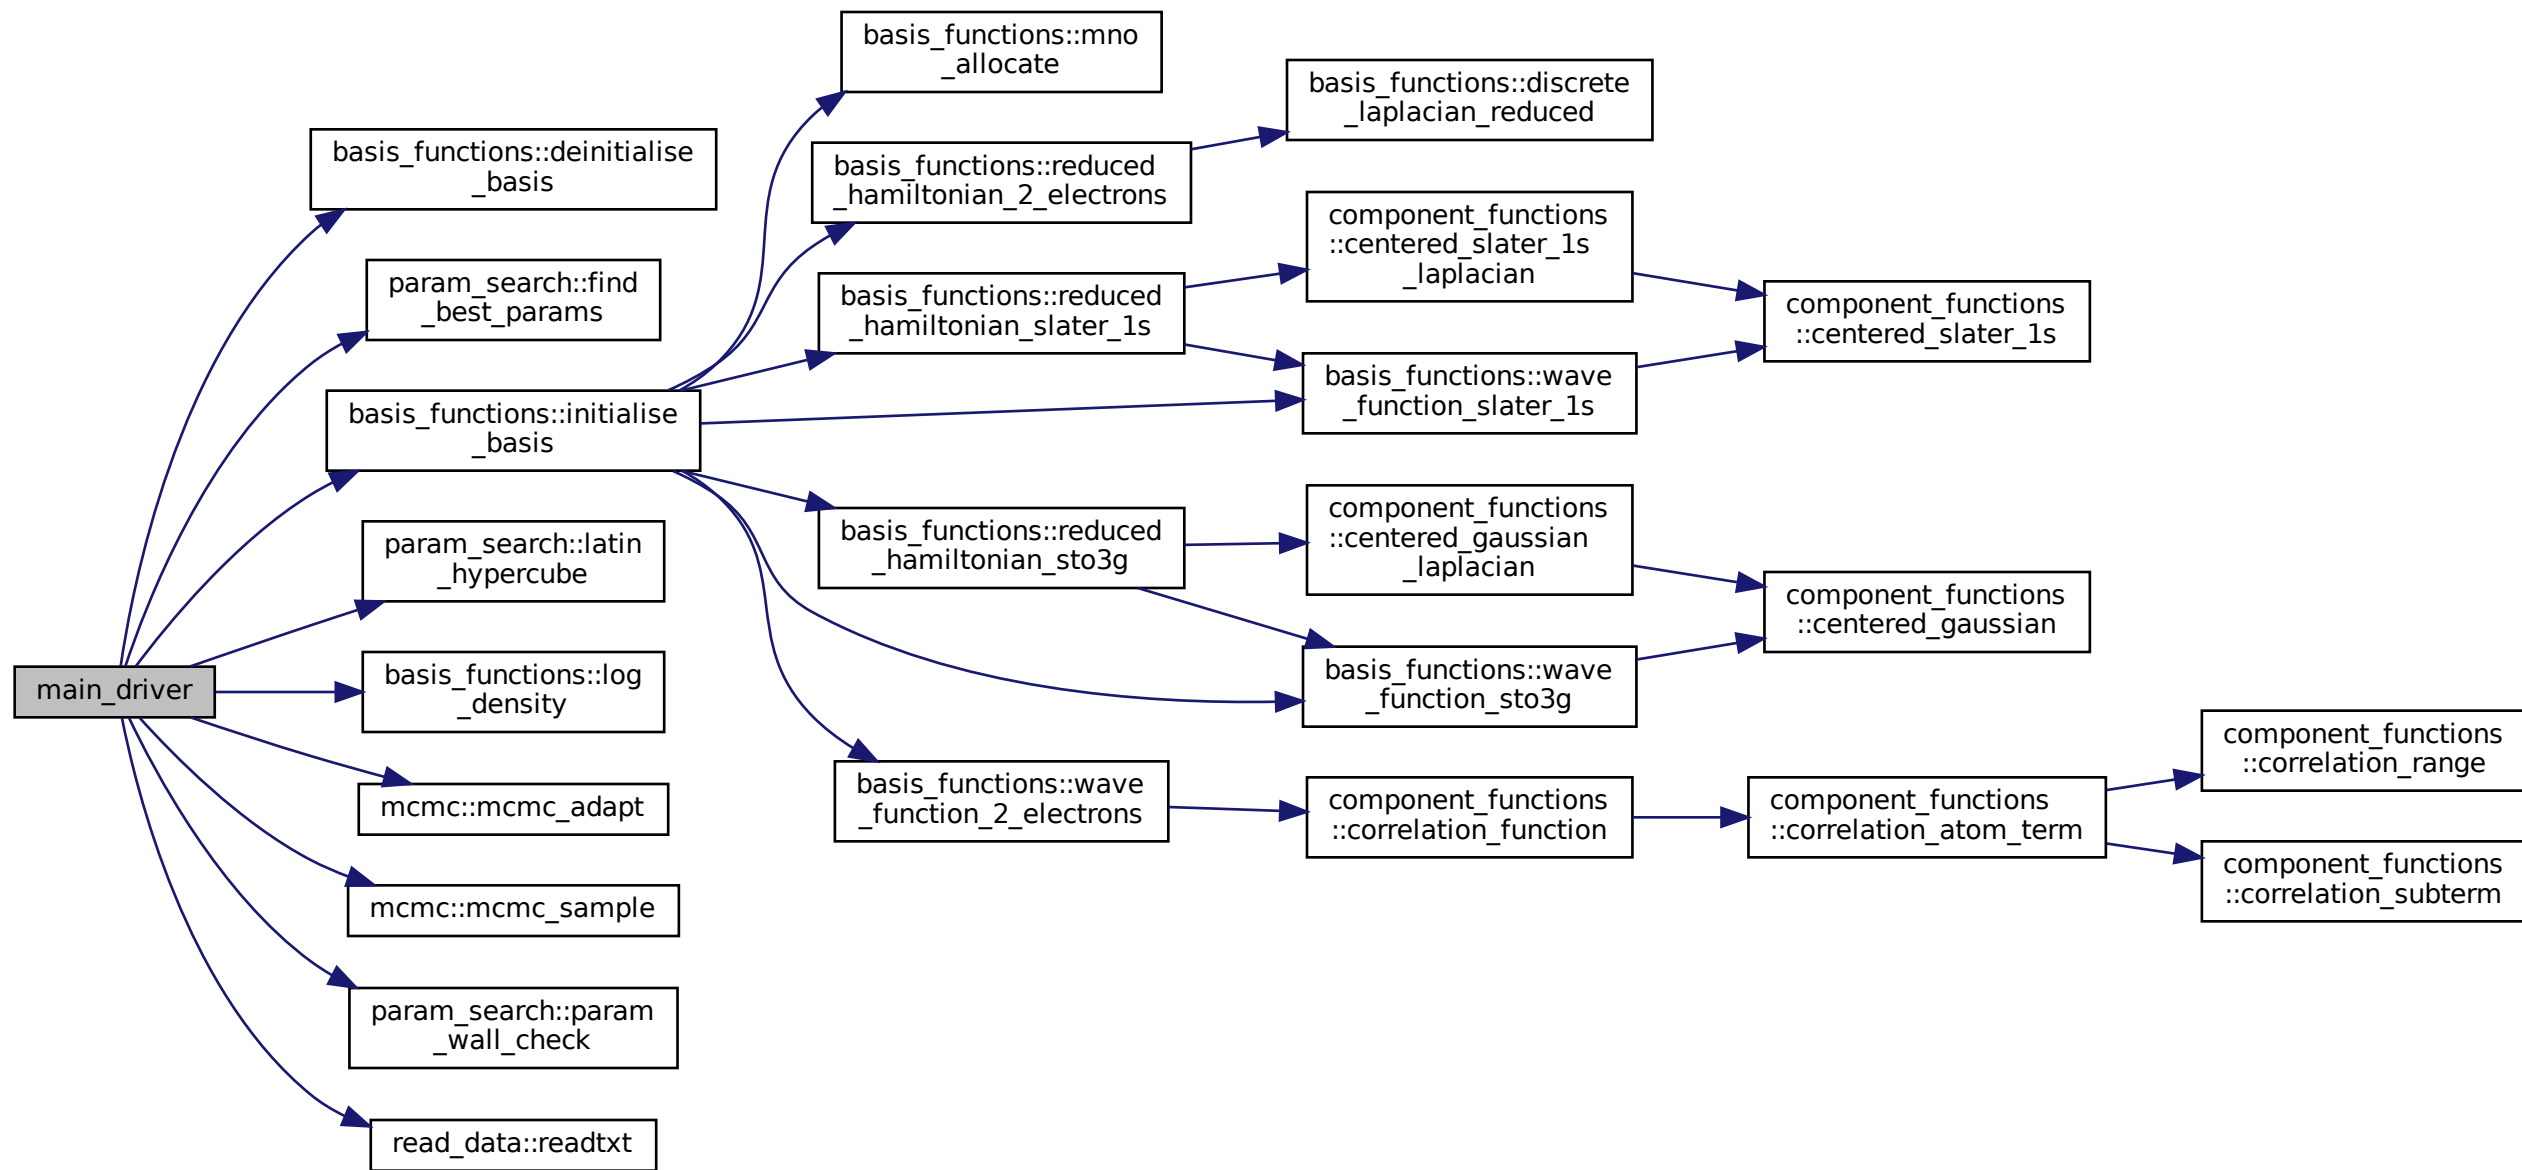 main_driver
basis_functions::deinitialise
_basis
param_search::find
_best_params
basis_functions::initialise
_basis
param_search::latin
_hypercube
basis_functions::log
_density
mcmc::mcmc_adapt
mcmc::mcmc_sample
param_search::param
_wall_check
read_data::readtxt
basis_functions::mno
_allocate
basis_functions::reduced
_hamiltonian_2_electrons
basis_functions::reduced
_hamiltonian_slater_1s
basis_functions::reduced
_hamiltonian_sto3g
basis_functions::wave
_function_2_electrons
basis_functions::discrete
_laplacian_reduced
component_functions
::centered_slater_1s
_laplacian
basis_functions::wave
_function_slater_1s
component_functions
::centered_gaussian
_laplacian
basis_functions::wave
_function_sto3g
component_functions
::correlation_function
component_functions
::centered_slater_1s
component_functions
::centered_gaussian
component_functions
::correlation_atom_term
component_functions
::correlation_range
component_functions
::correlation_subterm